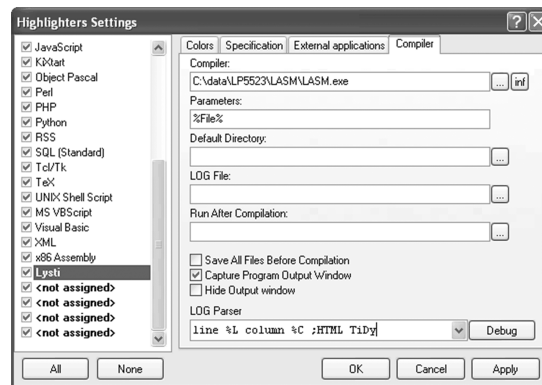 Highlighters Settings
JavaScript
KiXtart
Object Pascal
Perl
PHP
Python
RSS
SQL (Standard)
Tcl/Tk
TeX
UNIX Shell Script
MS VBScript
Visual Basic
XML
x86 Assembly
Lysti
<not assigned>
<not assigned>
<not assigned>
<not assigned>
All None
Colors Specification External applications Compiler
Compiler:
C:\data\LP5523\LASM\LASM.exe ... inf
Parameters:
%File%
Default Directory:
...
LOG File:
...
Run After Compilation:
...
Save All Files Before Compilation
Capture Program Output Window
Hide Output window
LOG Parser
line %L column %C ;HTML TiDy Debug
OK Cancel Apply